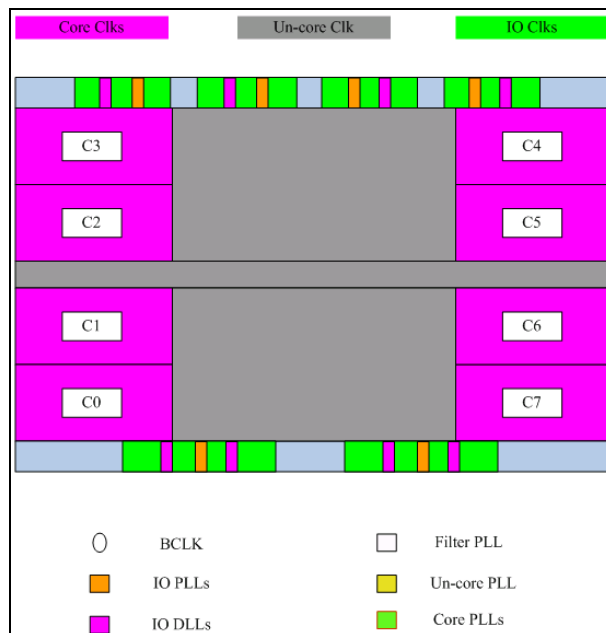 Core Clks Un-core Clk IO Clks
C3 C4
C2 C5
C1 C6
C0 C7
BCLK Filter PLL
IO PLLs Un-core PLL
IO DLLs Core PLLs